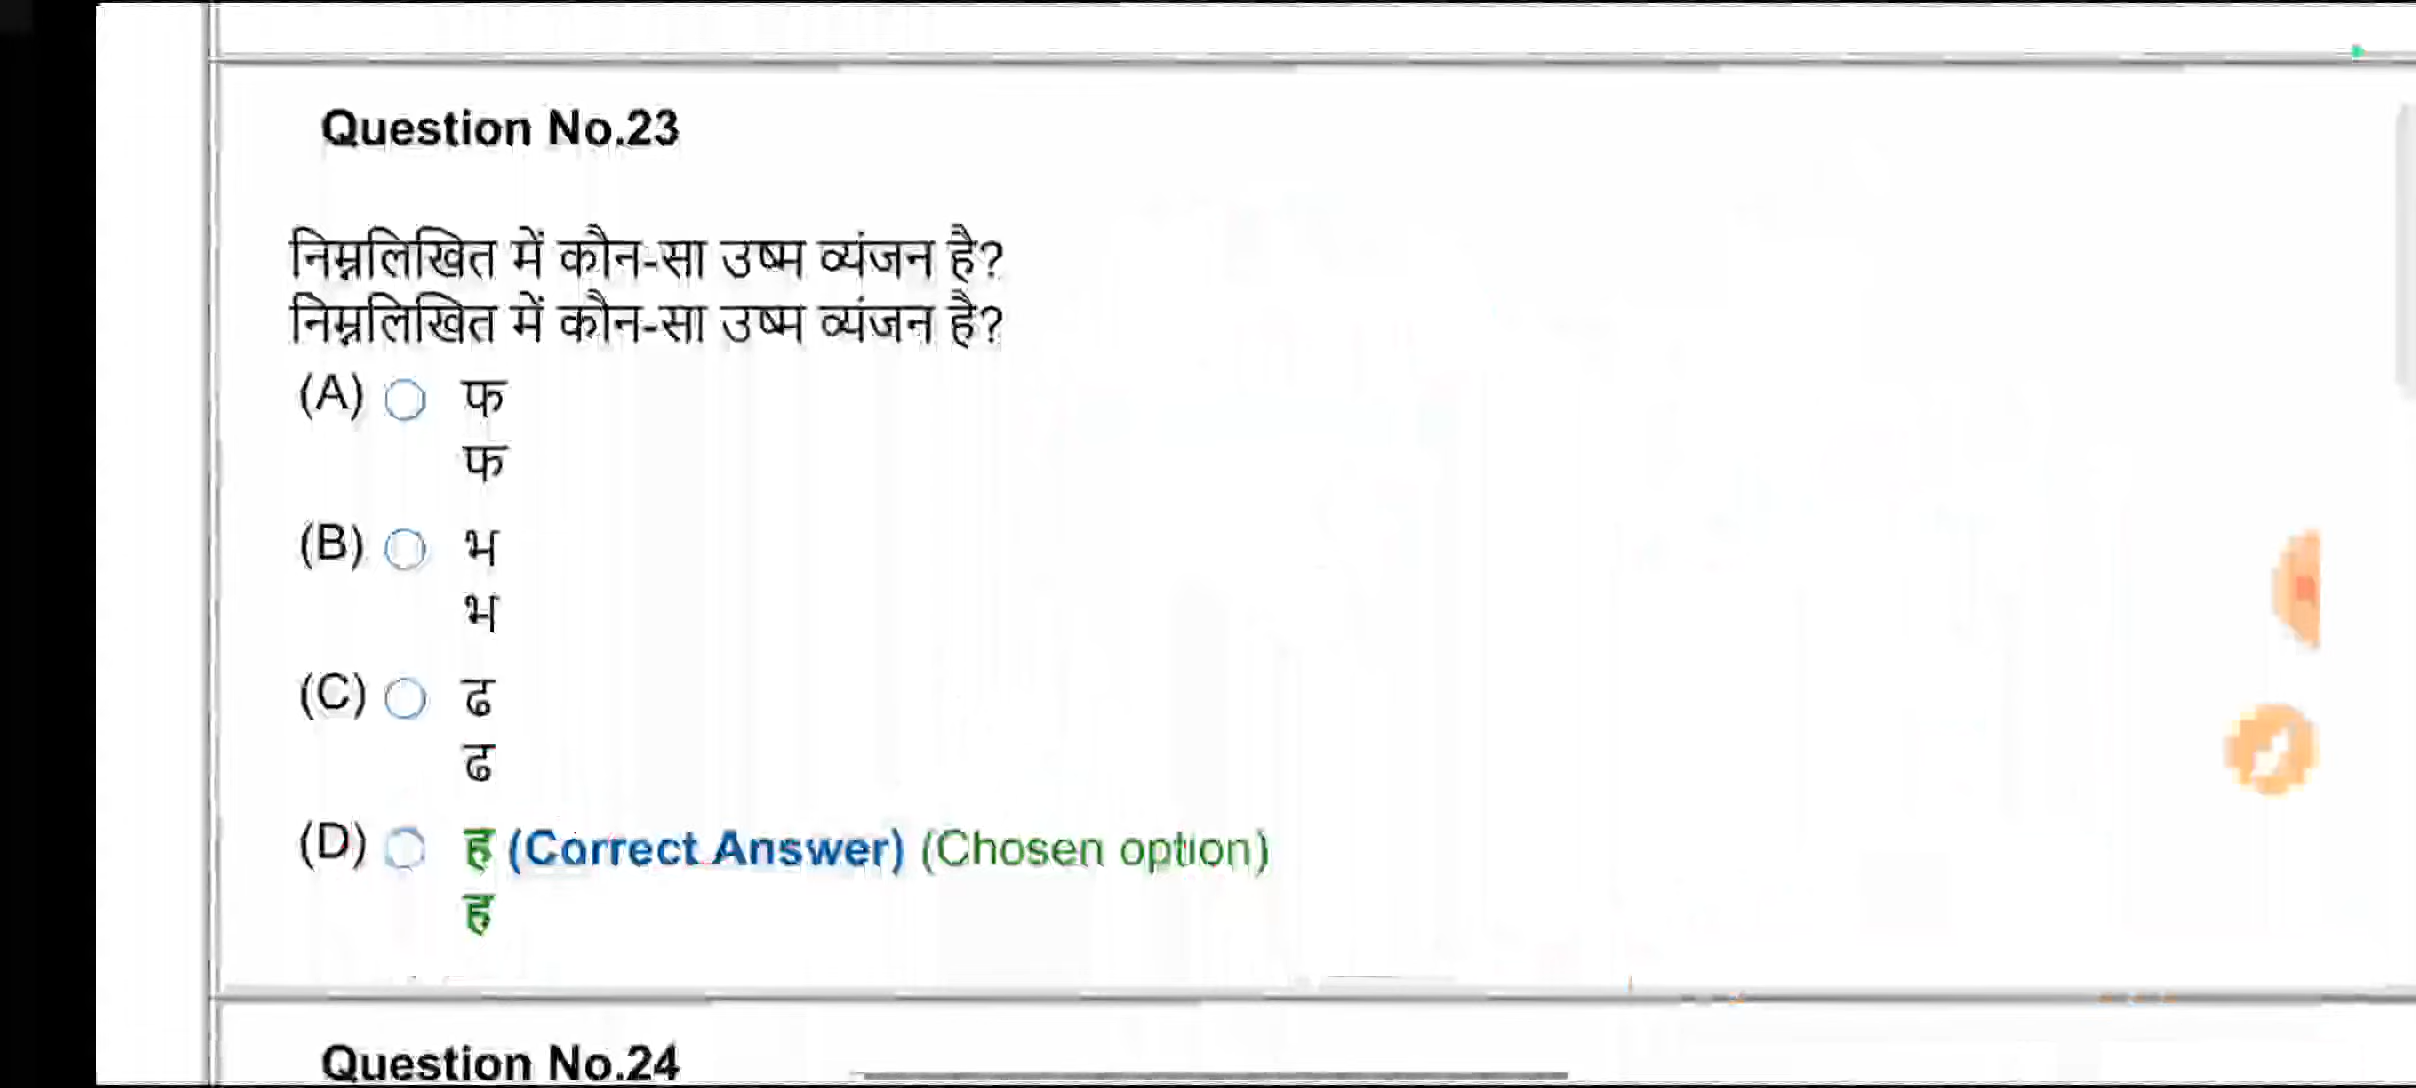 Question No.23
निम्नलिखित में कौन-सा उष्म व्यंजन है?
निम्नलिखित में कौन-सा उष्म व्यंजन है?
(A) फ
फ
(B) भ
भ
(C) ढ
ढ
(D) ह (Correct Answer) (Chosen option)
ह
Question No.24